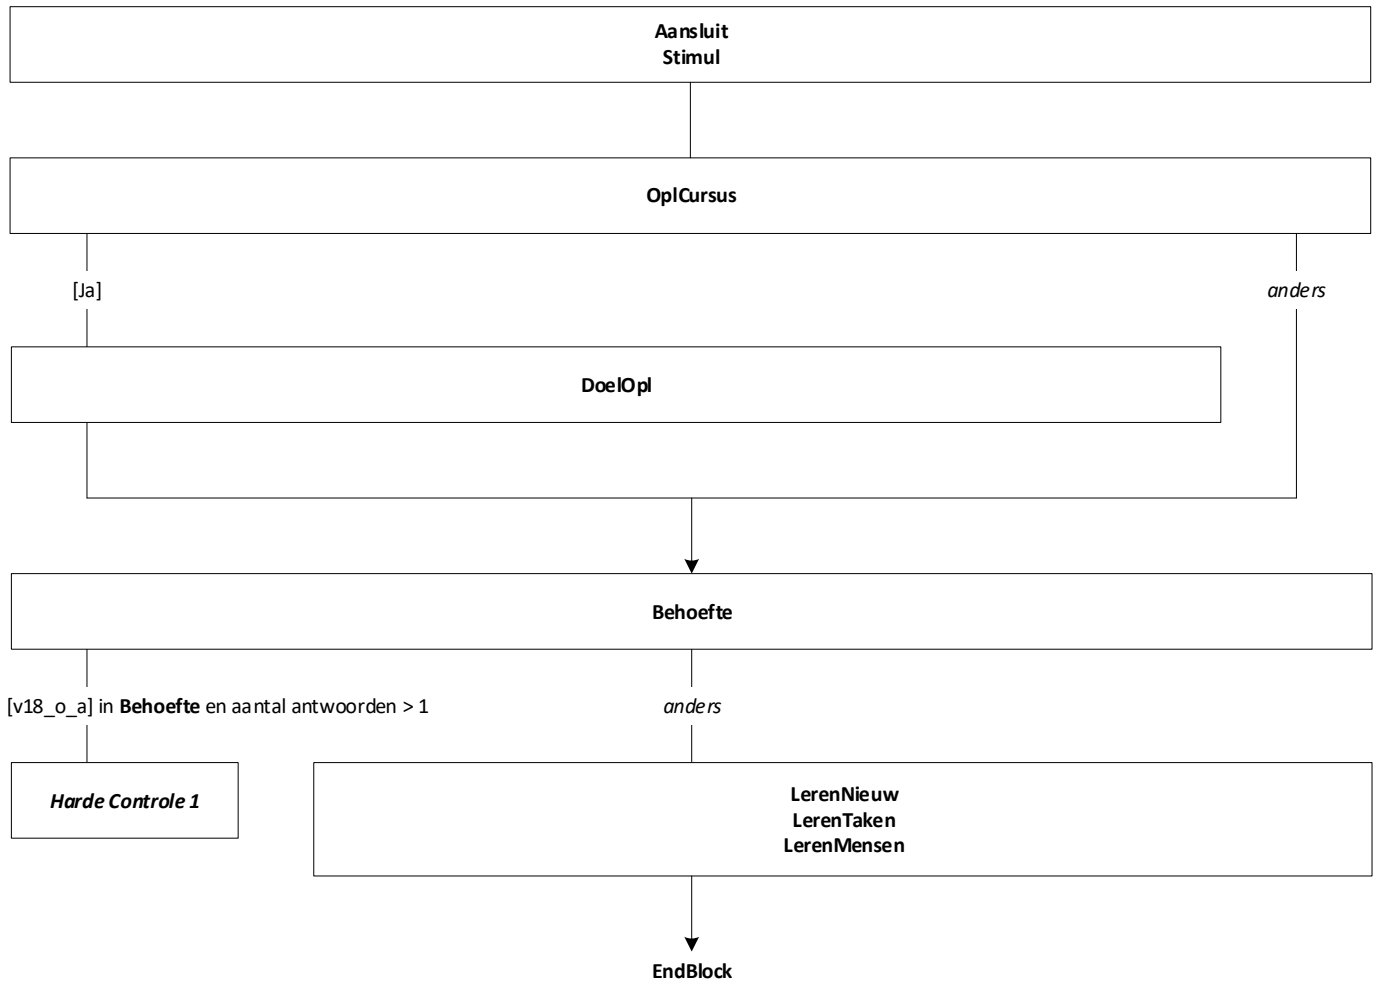 Aansluit
Stimul
OplCursus
[Ja]
anders
DoelOpl
Behoefte
[v18_o_a] in Behoefte en aantal antwoorden > 1
anders
Harde Controle 1
LerenNieuw
LerenTaken
LerenMensen
EndBlock